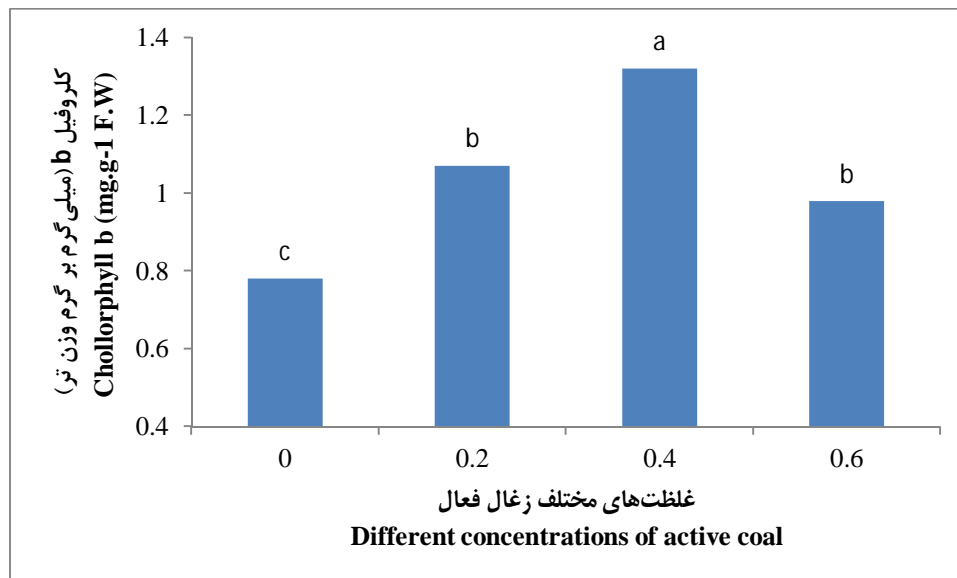 کلروفیل b (میلی‌گرم بر گرم وزن تر)
Chollorphyll b (mg.g-1 F.W)
1.4
1.2
1
0.8
0.6
0.4
c
b
a
b
0 0.2 0.4 0.6
غلظت‌های مختلف زغال فعال
Different concentrations of active coal